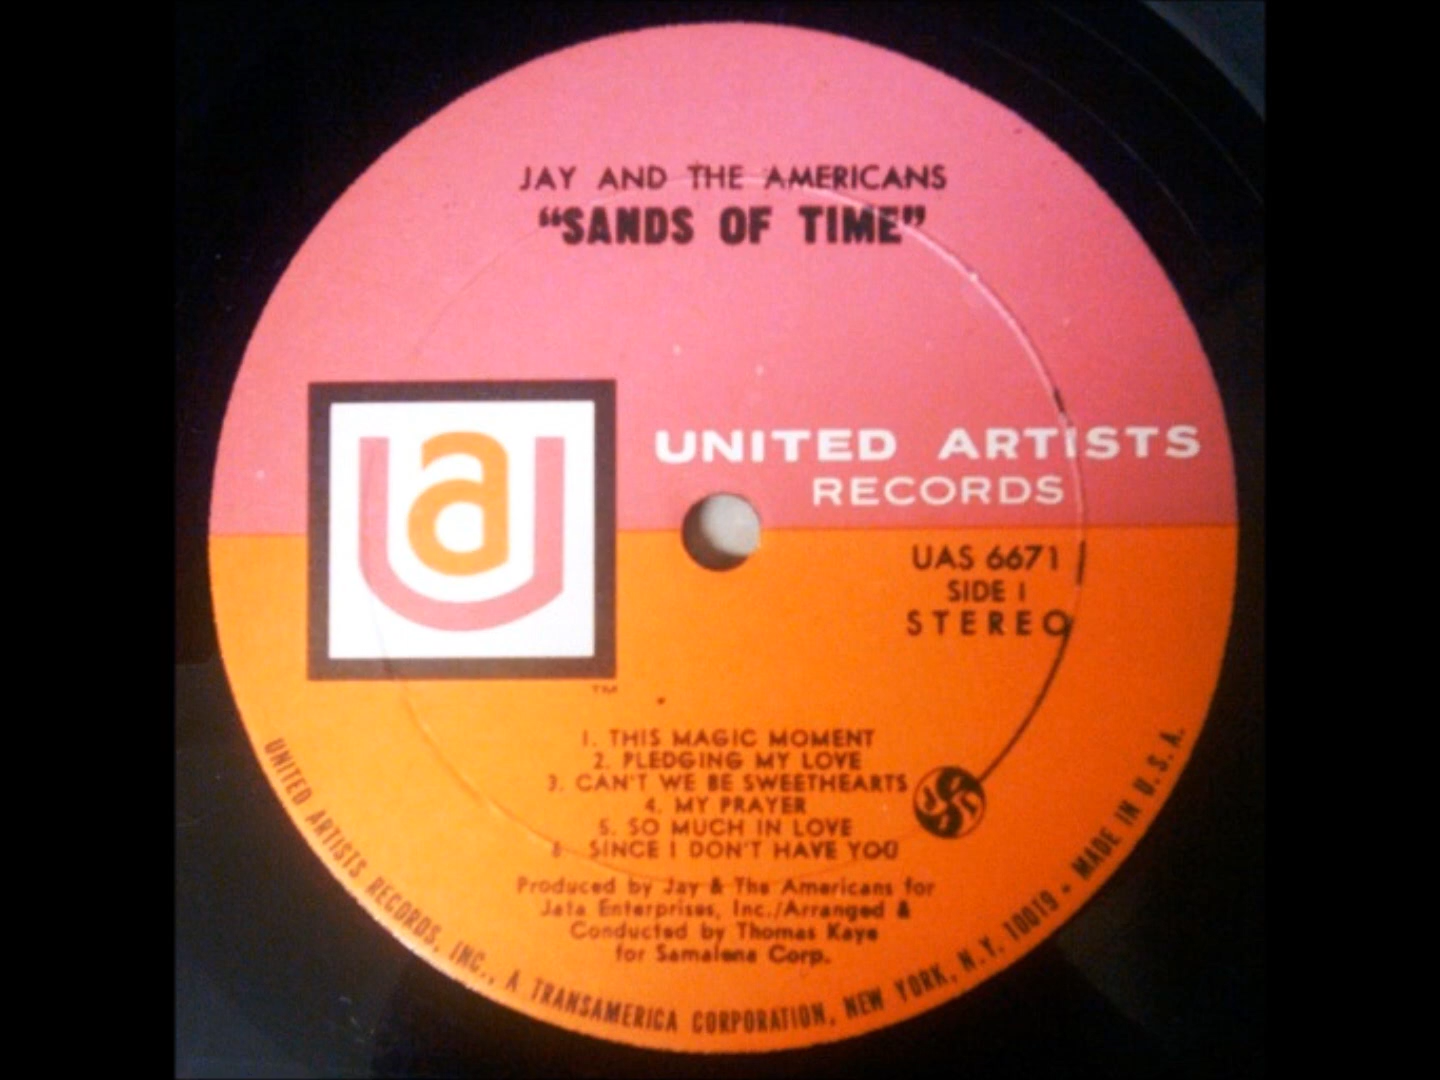 JAY AND THE AMERICANS
"SANDS OF TIME"
ua
UNITED ARTISTS
RECORDS
UAS 6671
SIDE I
STEREO
TM
1. THIS MAGIC MOMENT
2. PLEDGING MY LOVE
3. CAN'T WE BE SWEETHEARTS
4. MY PRAYER
5. SO MUCH IN LOVE
6 SINCE I DON'T HAVE YOU
Produced by Jay & The Americans for
Jata Enterprises, Inc./Arranged &
Conducted by Thomas Kaye
for Samalena Corp.
UNITED ARTISTS RECORDS, INC., A TRANSAMERICA CORPORATION, NEW YORK, N.Y. 10019 • MADE IN U.S.A.